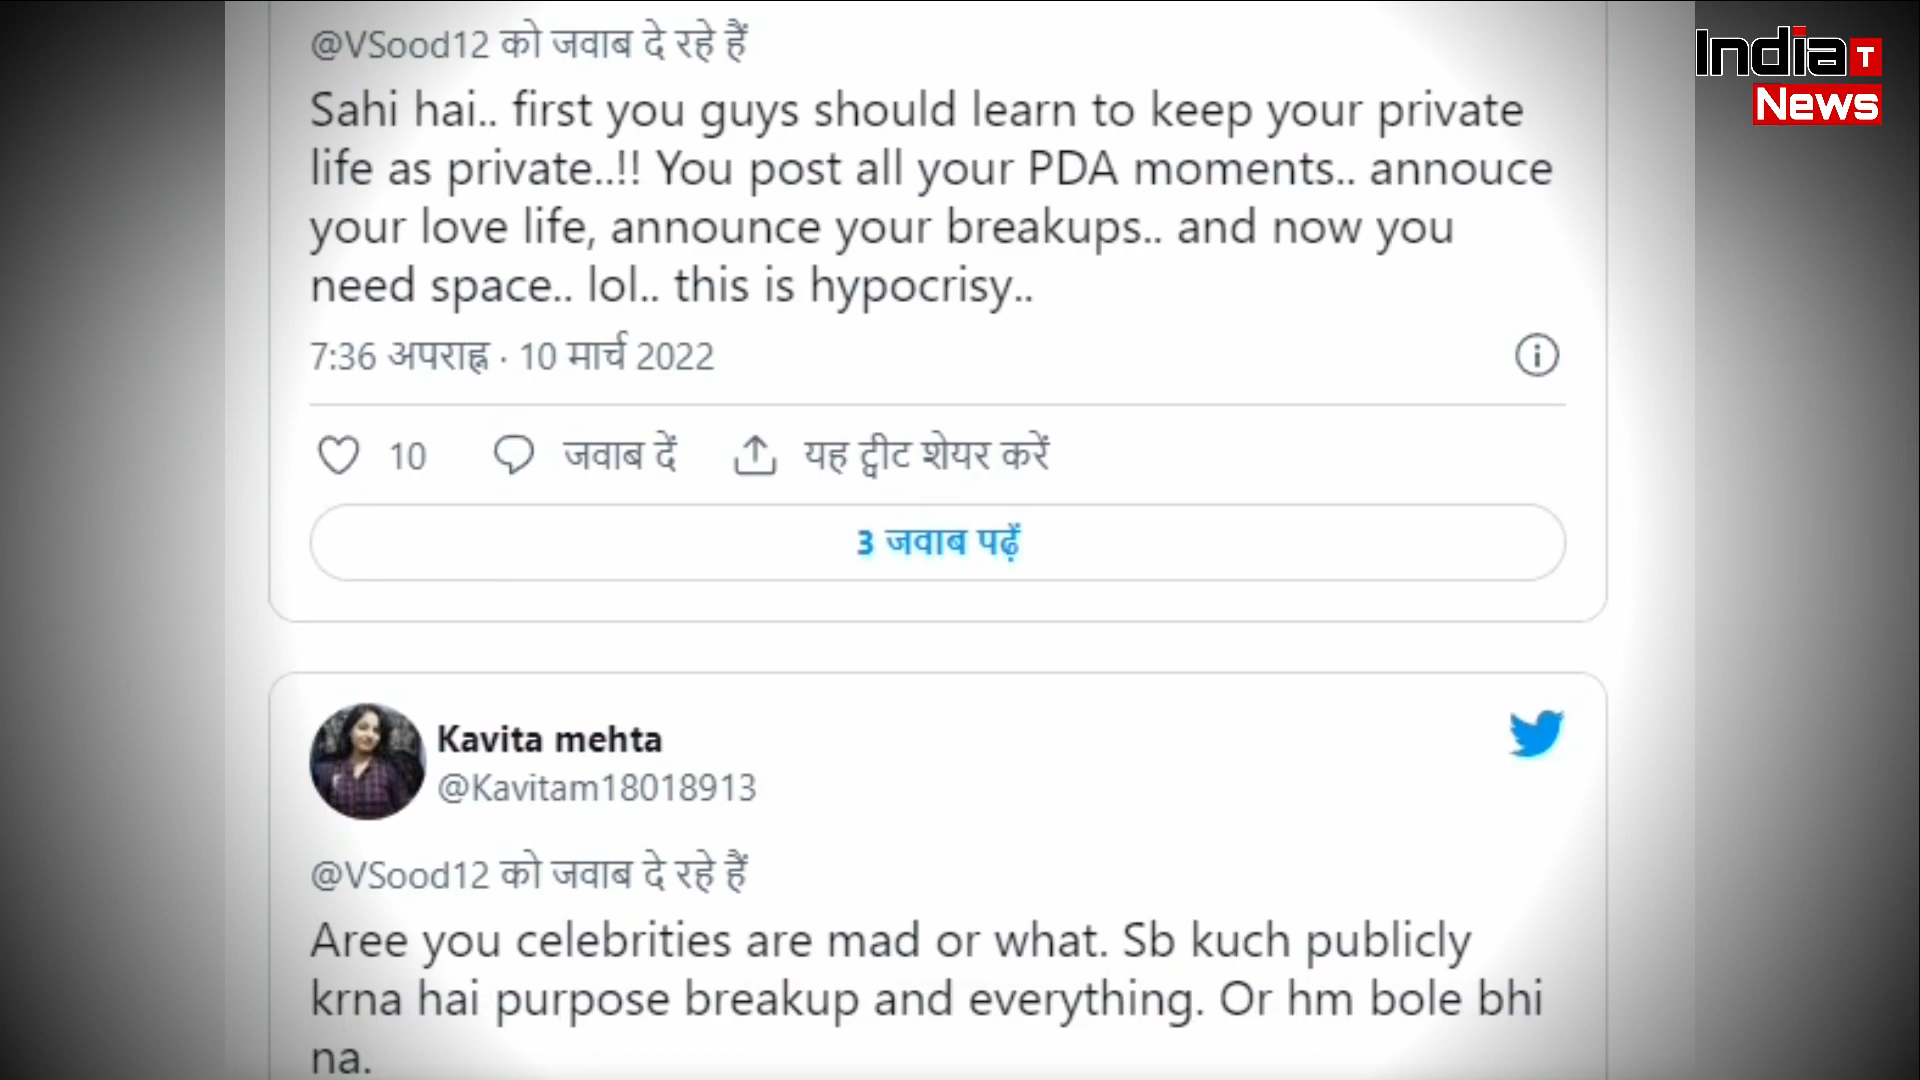 @VSood12 को जवाब दे रहे हैं
Sahi hai.. first you guys should learn to keep your private
life as private..!! You post all your PDA moments.. annouce
your love life, announce your breakups.. and now you
need space.. lol.. this is hypocrisy..
7:36 अपराह्न · 10 मार्च 2022
10 जवाब दें यह ट्वीट शेयर करें
3 जवाब पढ़ें
Kavita mehta
@Kavitam18018913
@VSood12 को जवाब दे रहे हैं
Aree you celebrities are mad or what. Sb kuch publicly
krna hai purpose breakup and everything. Or hm bole bhi
na.
India T
News